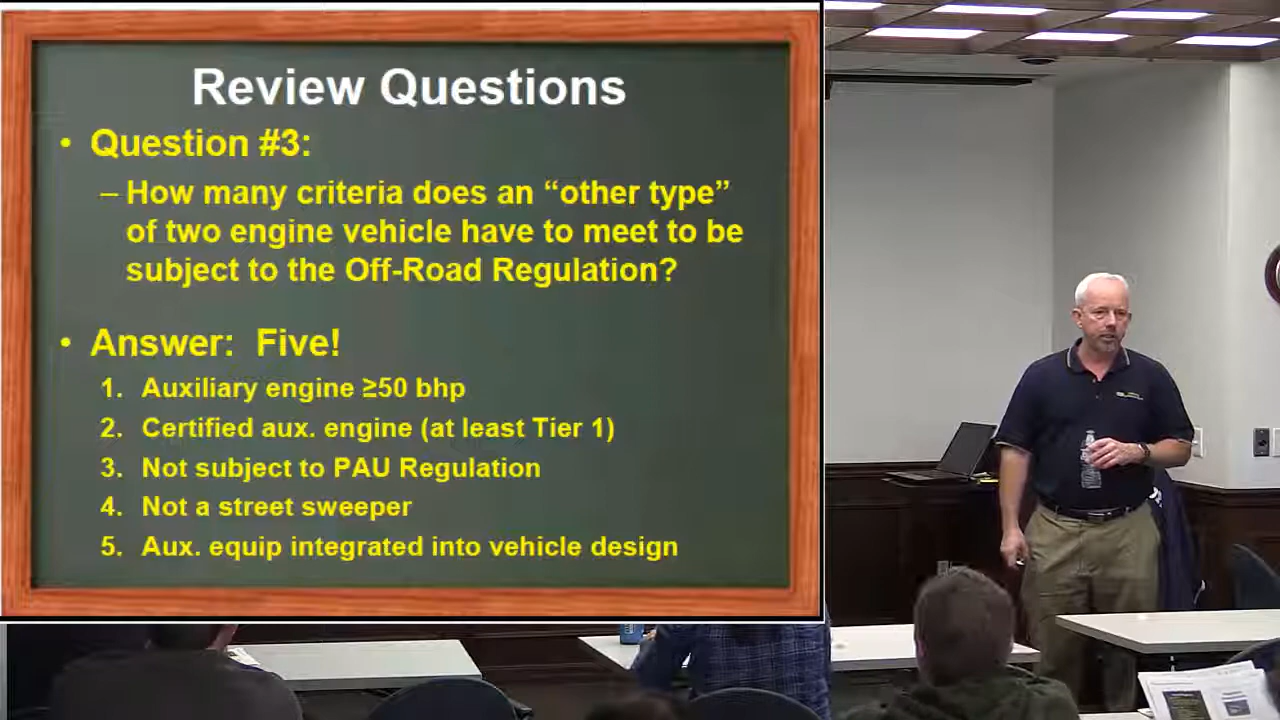 Review Questions
• Question #3:
– How many criteria does an “other type”
of two engine vehicle have to meet to be
subject to the Off-Road Regulation?
• Answer: Five!
1. Auxiliary engine ≥50 bhp
2. Certified aux. engine (at least Tier 1)
3. Not subject to PAU Regulation
4. Not a street sweeper
5. Aux. equip integrated into vehicle design